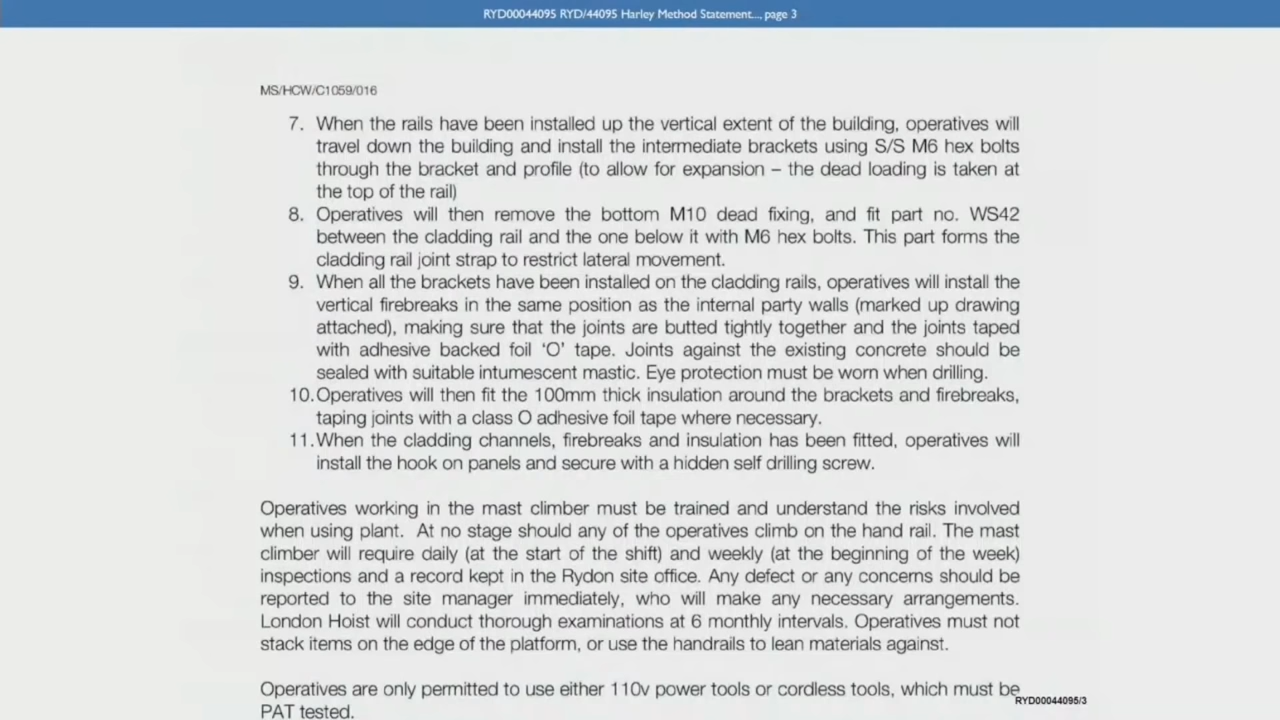 RYD00044095 RYD/44095 Harley Method Statement..., page 3
MS/HCW/C1059/016
7. When the rails have been installed up the vertical extent of the building, operatives will
travel down the building and install the intermediate brackets using S/S M6 hex bolts
through the bracket and profile (to allow for expansion – the dead loading is taken at
the top of the rail)
8. Operatives will then remove the bottom M10 dead fixing, and fit part no. WS42
between the cladding rail and the one below it with M6 hex bolts. This part forms the
cladding rail joint strap to restrict lateral movement.
9. When all the brackets have been installed on the cladding rails, operatives will install the
vertical firebreaks in the same position as the internal party walls (marked up drawing
attached), making sure that the joints are butted tightly together and the joints taped
with adhesive backed foil ‘O’ tape. Joints against the existing concrete should be
sealed with suitable intumescent mastic. Eye protection must be worn when drilling.
10. Operatives will then fit the 100mm thick insulation around the brackets and firebreaks,
taping joints with a class O adhesive foil tape where necessary.
11. When the cladding channels, firebreaks and insulation has been fitted, operatives will
install the hook on panels and secure with a hidden self drilling screw.
Operatives working in the mast climber must be trained and understand the risks involved
when using plant. At no stage should any of the operatives climb on the hand rail. The mast
climber will require daily (at the start of the shift) and weekly (at the beginning of the week)
inspections and a record kept in the Rydon site office. Any defect or any concerns should be
reported to the site manager immediately, who will make any necessary arrangements.
London Hoist will conduct thorough examinations at 6 monthly intervals. Operatives must not
stack items on the edge of the platform, or use the handrails to lean materials against.
Operatives are only permitted to use either 110v power tools or cordless tools, which must be
PAT tested.
RYD00044095/3